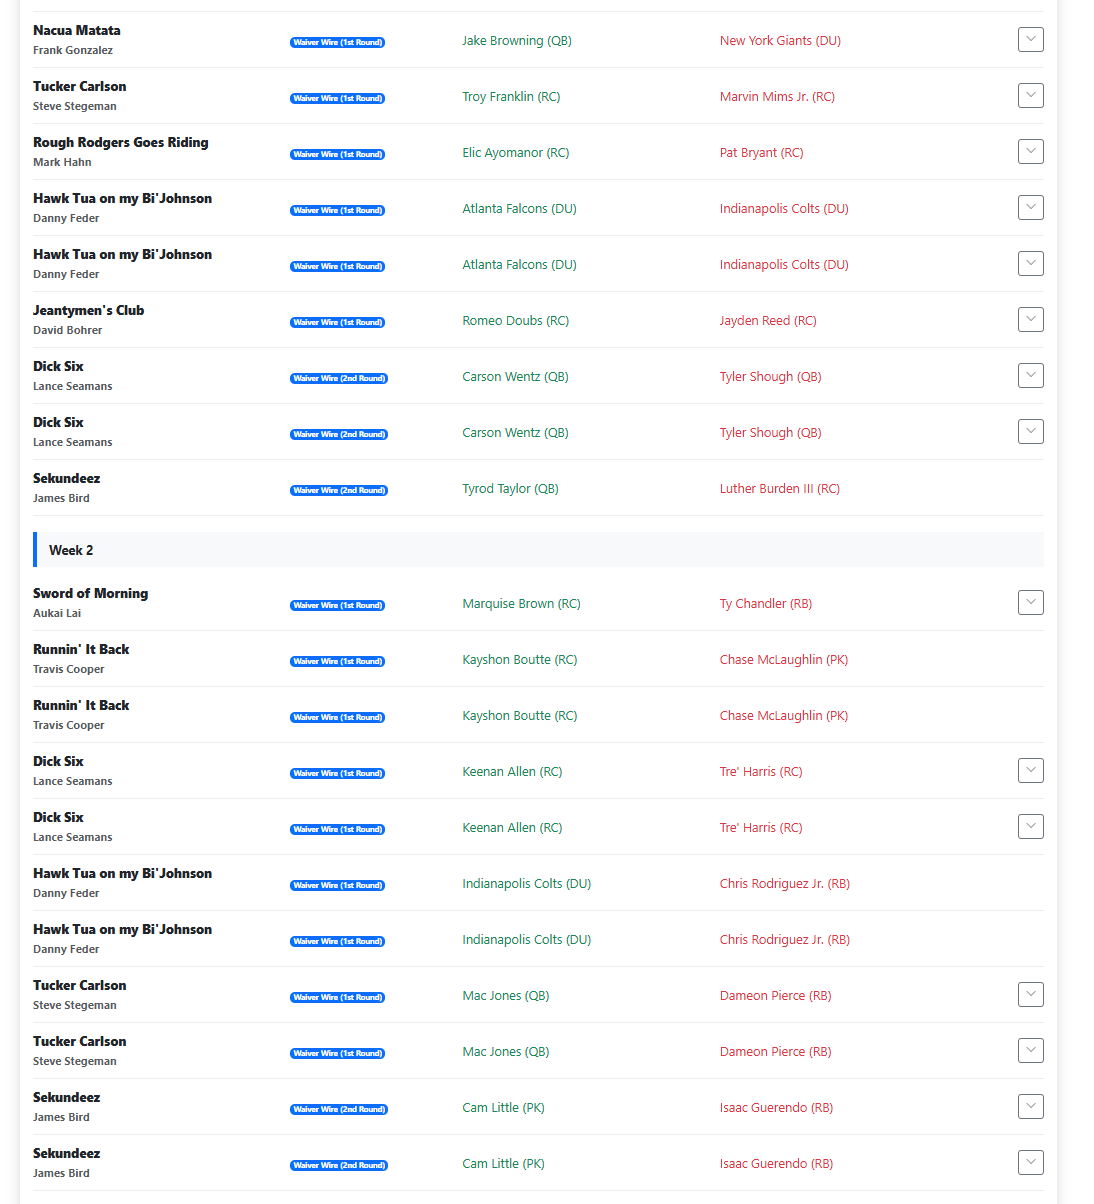 Nacua Matata
Frank Gonzalez
Waiver Wire (1st Round)
Jake Browning (QB)
New York Giants (DU)
Tucker Carlson
Steve Stegeman
Waiver Wire (1st Round)
Troy Franklin (RC)
Marvin Mims Jr. (RC)
Rough Rodgers Goes Riding
Mark Hahn
Waiver Wire (1st Round)
Elic Ayomanor (RC)
Pat Bryant (RC)
Hawk Tua on my Bi'Johnson
Danny Feder
Waiver Wire (1st Round)
Atlanta Falcons (DU)
Indianapolis Colts (DU)
Hawk Tua on my Bi'Johnson
Danny Feder
Waiver Wire (1st Round)
Atlanta Falcons (DU)
Indianapolis Colts (DU)
Jeantymen's Club
David Bohrer
Waiver Wire (1st Round)
Romeo Doubs (RC)
Jayden Reed (RC)
Dick Six
Lance Seamans
Waiver Wire (2nd Round)
Carson Wentz (QB)
Tyler Shough (QB)
Dick Six
Lance Seamans
Waiver Wire (2nd Round)
Carson Wentz (QB)
Tyler Shough (QB)
Sekundeez
James Bird
Waiver Wire (2nd Round)
Tyrod Taylor (QB)
Luther Burden III (RC)
Week 2
Sword of Morning
Aukai Lai
Waiver Wire (1st Round)
Marquise Brown (RC)
Ty Chandler (RB)
Runnin' It Back
Travis Cooper
Waiver Wire (1st Round)
Kayshon Boutte (RC)
Chase McLaughlin (PK)
Runnin' It Back
Travis Cooper
Waiver Wire (1st Round)
Kayshon Boutte (RC)
Chase McLaughlin (PK)
Dick Six
Lance Seamans
Waiver Wire (1st Round)
Keenan Allen (RC)
Tre' Harris (RC)
Dick Six
Lance Seamans
Waiver Wire (1st Round)
Keenan Allen (RC)
Tre' Harris (RC)
Hawk Tua on my Bi'Johnson
Danny Feder
Waiver Wire (1st Round)
Indianapolis Colts (DU)
Chris Rodriguez Jr. (RB)
Hawk Tua on my Bi'Johnson
Danny Feder
Waiver Wire (1st Round)
Indianapolis Colts (DU)
Chris Rodriguez Jr. (RB)
Tucker Carlson
Steve Stegeman
Waiver Wire (1st Round)
Mac Jones (QB)
Dameon Pierce (RB)
Tucker Carlson
Steve Stegeman
Waiver Wire (1st Round)
Mac Jones (QB)
Dameon Pierce (RB)
Sekundeez
James Bird
Waiver Wire (2nd Round)
Cam Little (PK)
Isaac Guerendo (RB)
Sekundeez
James Bird
Waiver Wire (2nd Round)
Cam Little (PK)
Isaac Guerendo (RB)